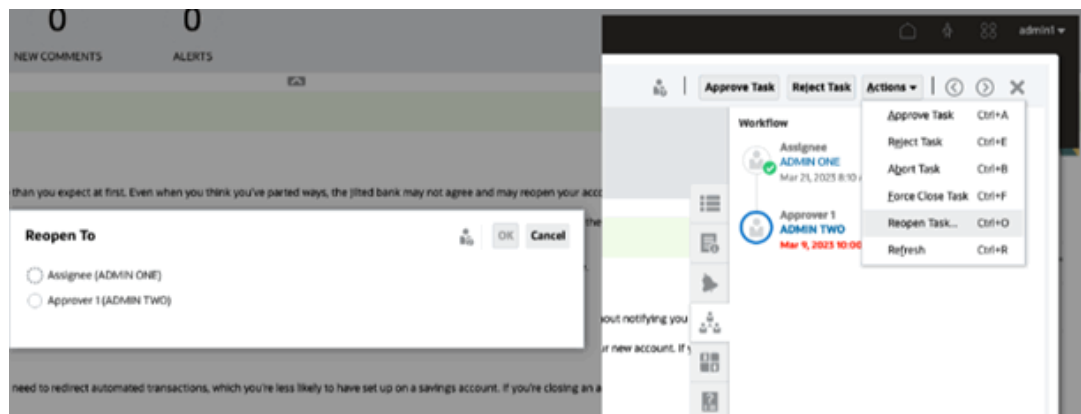 0 0
NEW COMMENTS ALERTS
than you expect at first. Even when you think you've parted ways, the jilted bank may not agree and may reopen your acco
the
Reopen To OK Cancel
Assignee (ADMIN ONE)
Approver 1 (ADMIN TWO)
need to redirect automated transactions, which you're less likely to have set up on a savings account. If you're closing an a
admin1
Approve Task Reject Task Actions
Workflow
Assignee
ADMIN ONE
Mar 21, 2023 8:10
Approver 1
ADMIN TWO
Mar 9, 2023 10:00
Approve Task Ctrl+A
Reject Task Ctrl+E
Abort Task Ctrl+B
Force Close Task Ctrl+F
Reopen Task... Ctrl+O
Refresh Ctrl+R
out notifying you
r new account. If y